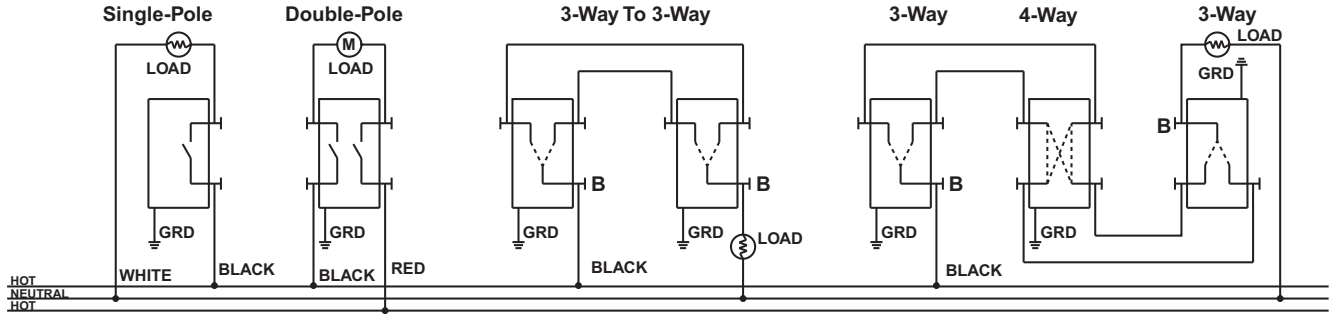 Single-Pole
Double-Pole
3-Way To 3-Way
3-Way
4-Way
3-Way
LOAD
M
LOAD
LOAD
GRD
B
B
B
B
GRD
GRD
GRD
GRD
GRD
GRD
LOAD
WHITE
BLACK
BLACK
RED
BLACK
BLACK
HOT
NEUTRAL
HOT